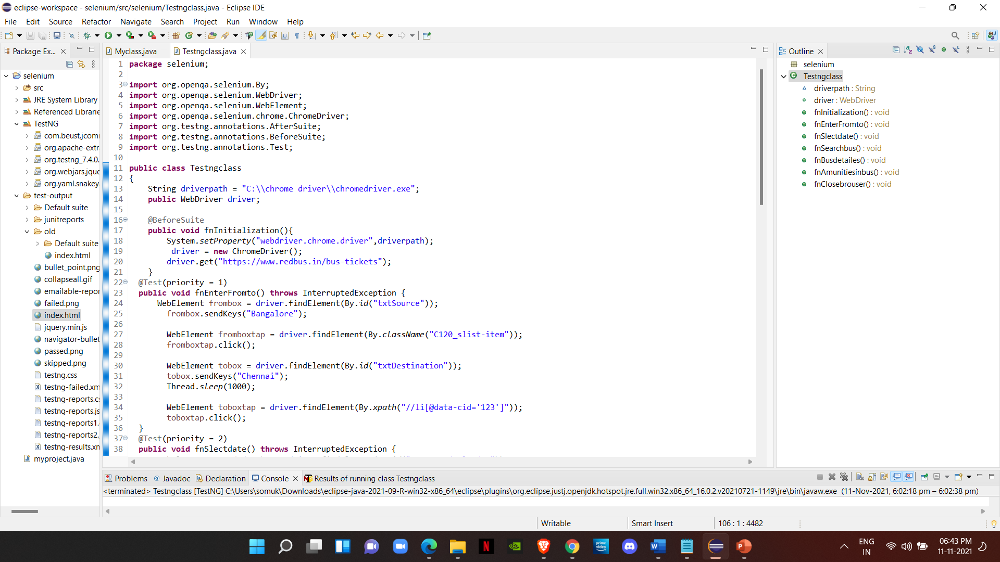 eclipse-workspace - selenium/src/selenium/Testngclass.java - Eclipse IDE
File Edit Source Refactor Navigate Search Project Run Window Help
Package Ex...
selenium
src
JRE System Library
Referenced Librarie
TestNG
com.beust.jcomr
org.apache-extr
org.testng_7.4.0.
org.webjars.jque
org.yaml.snakey
test-output
Default suite
junitreports
old
Default suite
index.html
bullet_point.png
collapseall.gif
emailable-repor
failed.png
index.html
jquery.min.js
navigator-bullet
passed.png
skipped.png
testng.css
testng-failed.xm
testng-reports.cs
testng-reports.js
testng-reports1.
testng-reports2.
testng-results.xn
myproject.java
Myclass.java Testngclass.java
1 package selenium;
2
3 import org.openqa.selenium.By;
4 import org.openqa.selenium.WebDriver;
5 import org.openqa.selenium.WebElement;
6 import org.openqa.selenium.chrome.ChromeDriver;
7 import org.testng.annotations.AfterSuite;
8 import org.testng.annotations.BeforeSuite;
9 import org.testng.annotations.Test;
10
11 public class Testngclass
12 {
13 String driverpath = "C:\\chrome driver\\chromedriver.exe";
14 public WebDriver driver;
15
16 @BeforeSuite
17 public void fnInitialization(){
18 System.setProperty("webdriver.chrome.driver",driverpath);
19 driver = new ChromeDriver();
20 driver.get("https://www.redbus.in/bus-tickets");
21 }
22 @Test(priority = 1)
23 public void fnEnterFromto() throws InterruptedException {
24 WebElement frombox = driver.findElement(By.id("txtSource"));
25 frombox.sendKeys("Bangalore");
26
27 WebElement fromboxtap = driver.findElement(By.className("C120_slist-item"));
28 fromboxtap.click();
29
30 WebElement tobox = driver.findElement(By.id("txtDestination"));
31 tobox.sendKeys("Chennai");
32 Thread.sleep(1000);
33
34 WebElement toboxtap = driver.findElement(By.xpath("//li[@data-cid='123']"));
35 toboxtap.click();
36 }
37 @Test(priority = 2)
38 public void fnSlectdate() throws InterruptedException {
Outline
selenium
Testngclass
driverpath : String
driver : WebDriver
fnInitialization() : void
fnEnterFromto() : void
fnSlectdate() : void
fnSearchbus() : void
fnBusdetailes() : void
fnAmunitiesinbus() : void
fnClosebrouser() : void
Problems @ Javadoc Declaration Console Results of running class Testngclass
<terminated> Testngclass [TestNG] C:\Users\somuk\Downloads\eclipse-java-2021-09-R-win32-x86_64\eclipse\plugins\org.eclipse.justj.openjdk.hotspot.jre.full.win32.x86_64_16.0.2.v20210721-1149\jre\bin\javaw.exe (11-Nov-2021, 6:02:18 pm – 6:02:38 pm)
Writable Smart Insert 106 : 1 : 4482
prime video
ENG
IN
06:43 PM
11-11-2021